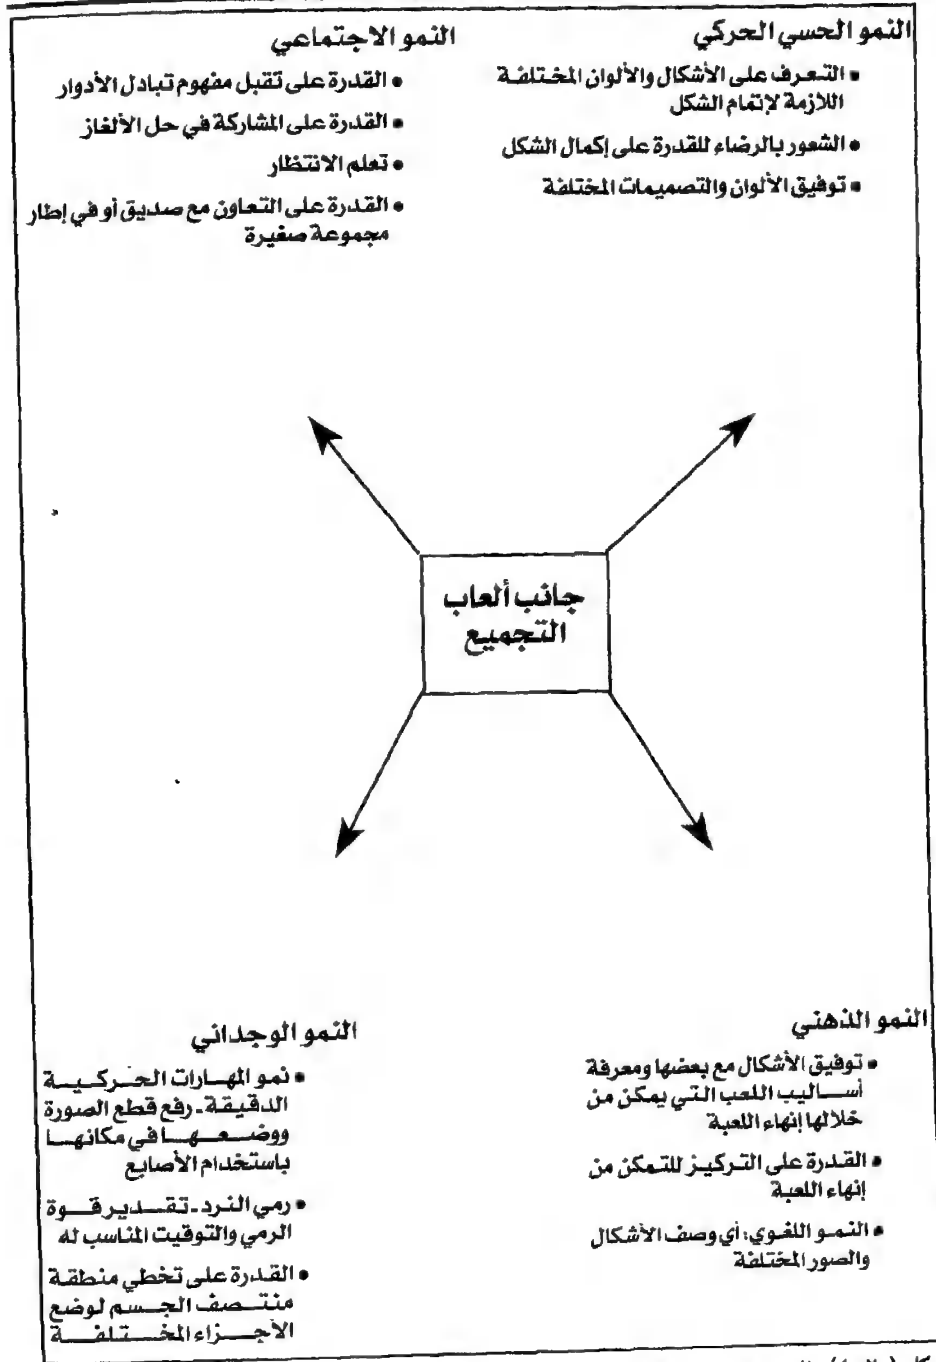 النمو الحسي الحركي
• التعرف على الأشكال والألوان المختلفة
اللازمة لإتمام الشكل
• الشعور بالرضاء للقدرة على إكمال الشكل
• توفيق الألوان والتصميمات المختلفة
النمو الاجتماعي
• القدرة على تقبل مفهوم تبادل الأدوار
• القدرة على المشاركة في حل الألغاز
• تعلم الانتظار
• القدرة على التعاون مع صديق أو في إطار
مجموعة صغيرة
جانب ألعاب
التجميع
النمو الذهني
• توفيق الأشكال مع بعضها ومعرفة
أساليب اللعب التي يمكن من
خلالها إنهاء اللعبة
• القدرة على التركيز للتمكن من
إنهاء اللعبة
• النمو اللغوي: أي وصف الأشكال
والصور المختلفة
النمو الوجداني
• نمو المهارات الحركية
الدقيقة - رفع قطع الصورة
ووضعها في مكانها
باستخدام الأصابع
• رمي النرد - تقدير قوة
الرمي والتوقيت المناسب له
• القدرة على تخطي منطقة
منتصف الجسم لوضع
الأجزاء المختلفة